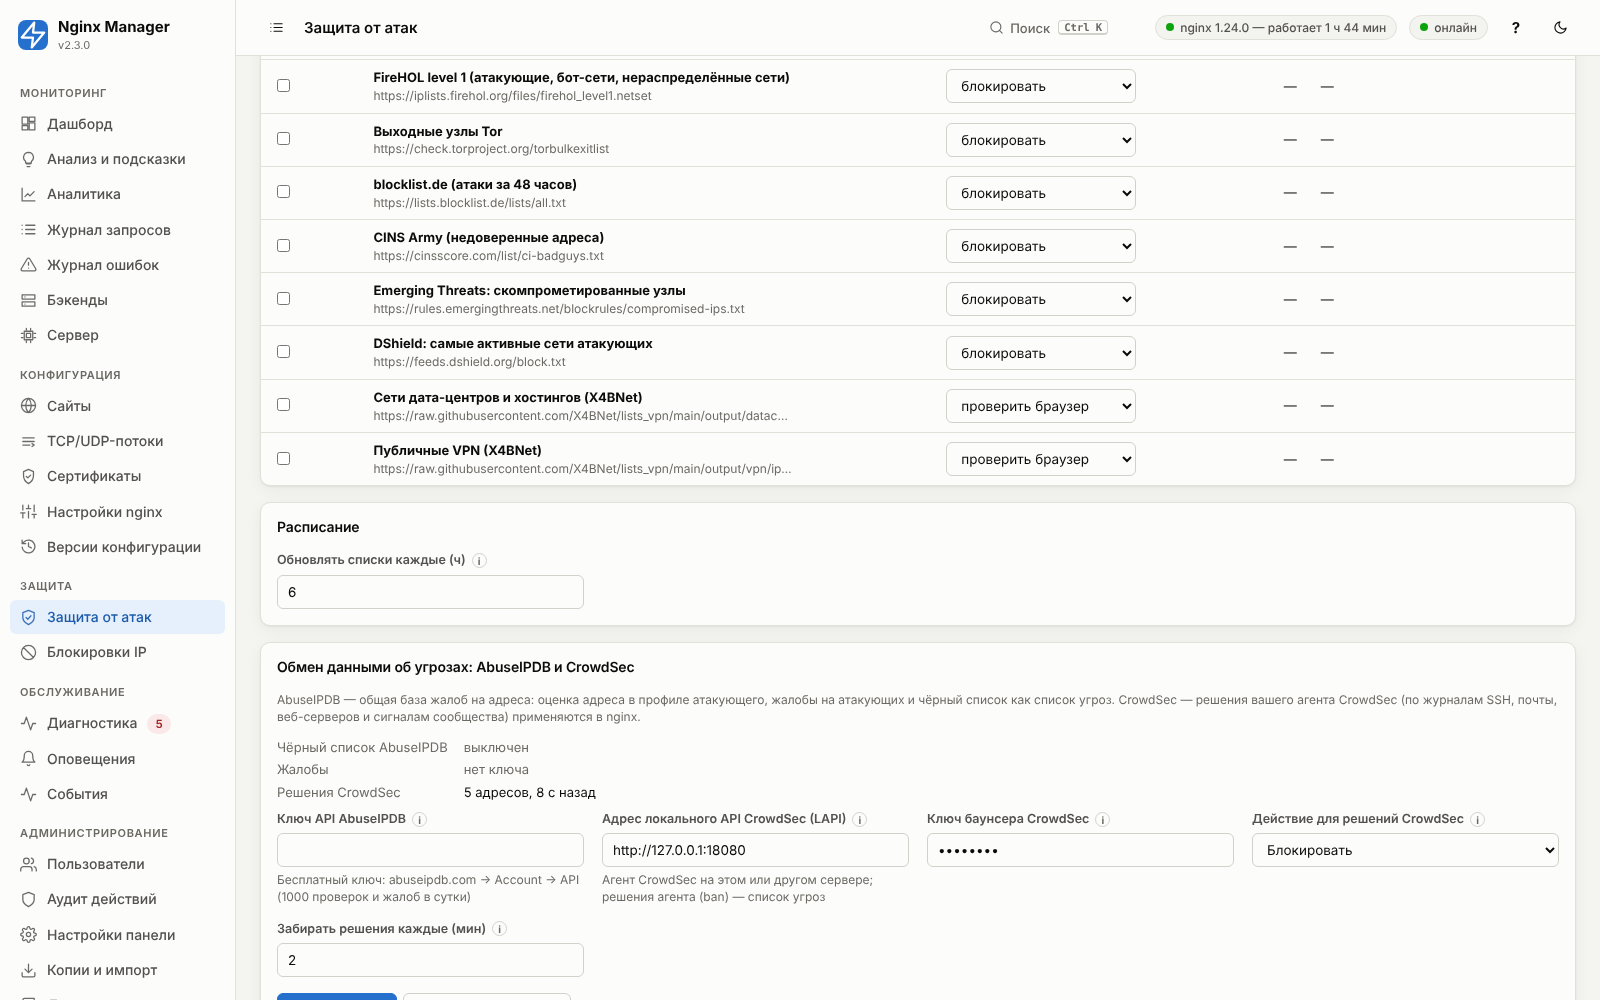 Nginx Manager
v2.3.0
Защита от атак
Поиск
Ctrl K
nginx 1.24.0 — работает 1 ч 44 мин
онлайн
?
МОНИТОРИНГ
Дашборд
Анализ и подсказки
Аналитика
Журнал запросов
Журнал ошибок
Бэкенды
Сервер
КОНФИГУРАЦИЯ
Сайты
TCP/UDP-потоки
Сертификаты
Настройки nginx
Версии конфигурации
ЗАЩИТА
Защита от атак
Блокировки IP
ОБСЛУЖИВАНИЕ
Диагностика 5
Оповещения
События
АДМИНИСТРИРОВАНИЕ
Пользователи
Аудит действий
Настройки панели
Копии и импорт
FireHOL level 1 (атакующие, бот-сети, нераспределённые сети)
https://iplists.firehol.org/files/firehol_level1.netset
блокировать — —
Выходные узлы Tor
https://check.torproject.org/torbulkexitlist
блокировать — —
blocklist.de (атаки за 48 часов)
https://lists.blocklist.de/lists/all.txt
блокировать — —
CINS Army (недоверенные адреса)
https://cinsscore.com/list/ci-badguys.txt
блокировать — —
Emerging Threats: скомпрометированные узлы
https://rules.emergingthreats.net/blockrules/compromised-ips.txt
блокировать — —
DShield: самые активные сети атакующих
https://feeds.dshield.org/block.txt
блокировать — —
Сети дата-центров и хостингов (X4BNet)
https://raw.githubusercontent.com/X4BNet/lists_vpn/main/output/datac...
проверить браузер — —
Публичные VPN (X4BNet)
https://raw.githubusercontent.com/X4BNet/lists_vpn/main/output/vpn/ip...
проверить браузер — —
Расписание
Обновлять списки каждые (ч) i
6
Обмен данными об угрозах: AbuseIPDB и CrowdSec
AbuseIPDB — общая база жалоб на адреса: оценка адреса в профиле атакующего, жалобы на атакующих и чёрный список как список угроз. CrowdSec — решения вашего агента CrowdSec (по журналам SSH, почты,
веб-серверов и сигналам сообщества) применяются в nginx.
Чёрный список AbuseIPDB выключен
Жалобы нет ключа
Решения CrowdSec 5 адресов, 8 с назад
Ключ API AbuseIPDB i
Бесплатный ключ: abuseipdb.com → Account → API
(1000 проверок и жалоб в сутки)
Адрес локального API CrowdSec (LAPI) i
http://127.0.0.1:18080
Агент CrowdSec на этом или другом сервере;
решения агента (ban) — список угроз
Ключ баунсера CrowdSec i
••••••••
Действие для решений CrowdSec i
Блокировать
Забирать решения каждые (мин) i
2